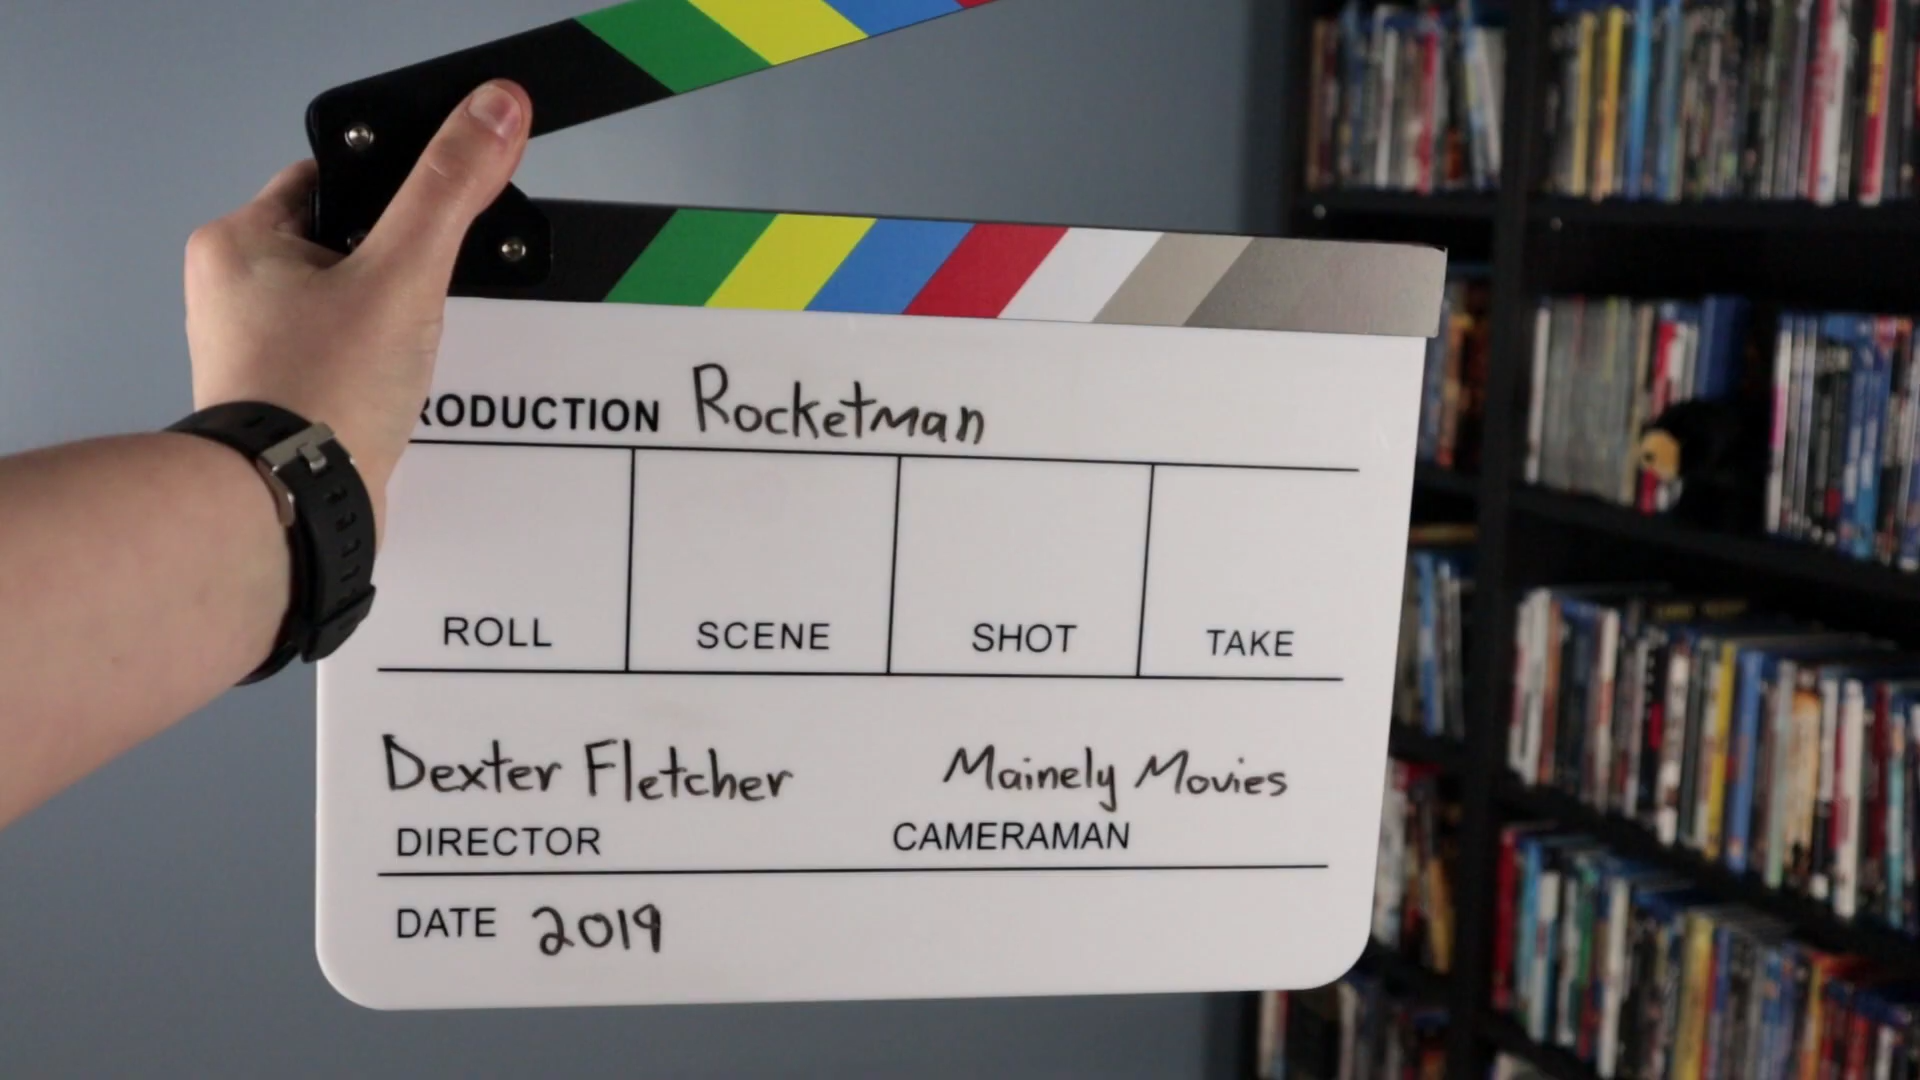 RODUCTION Rocketman
ROLL SCENE SHOT TAKE
Dexter Fletcher Mainely Movies
DIRECTOR CAMERAMAN
DATE 2019